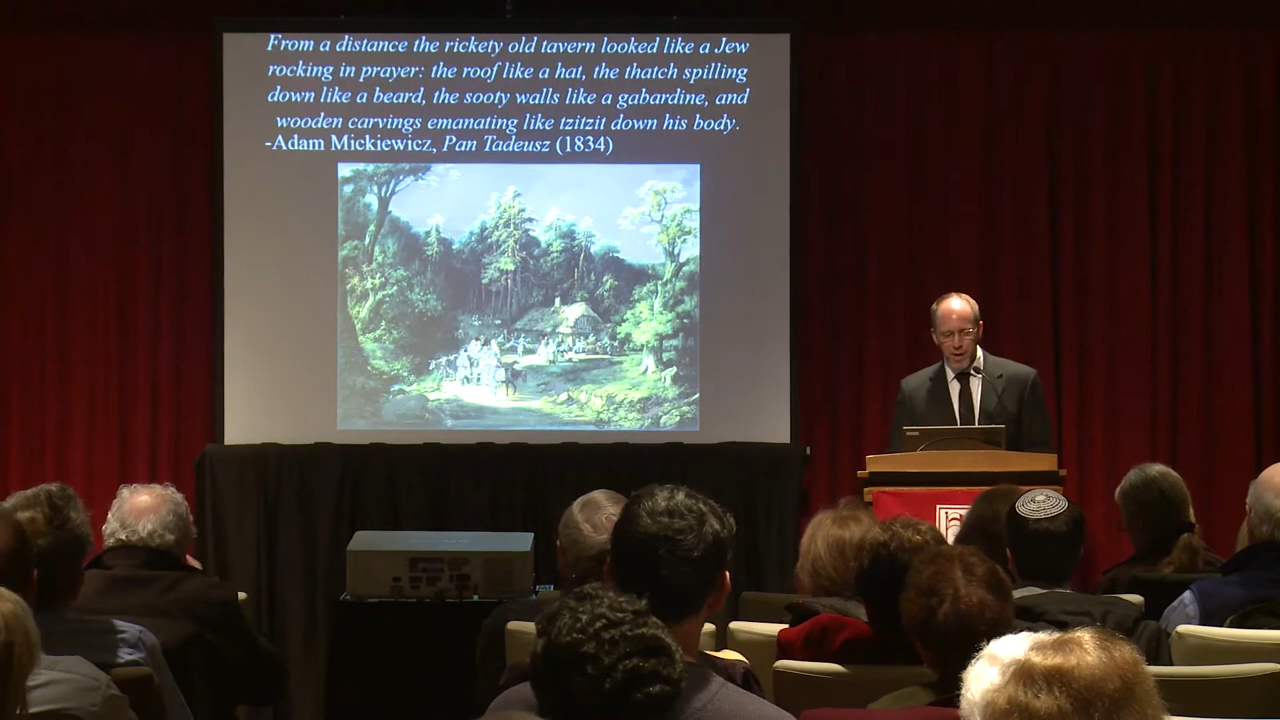 From a distance the rickety old tavern looked like a Jew
rocking in prayer: the roof like a hat, the thatch spilling
down like a beard, the sooty walls like a gabardine, and
wooden carvings emanating like tzitzit down his body.
-Adam Mickiewicz, Pan Tadeusz (1834)